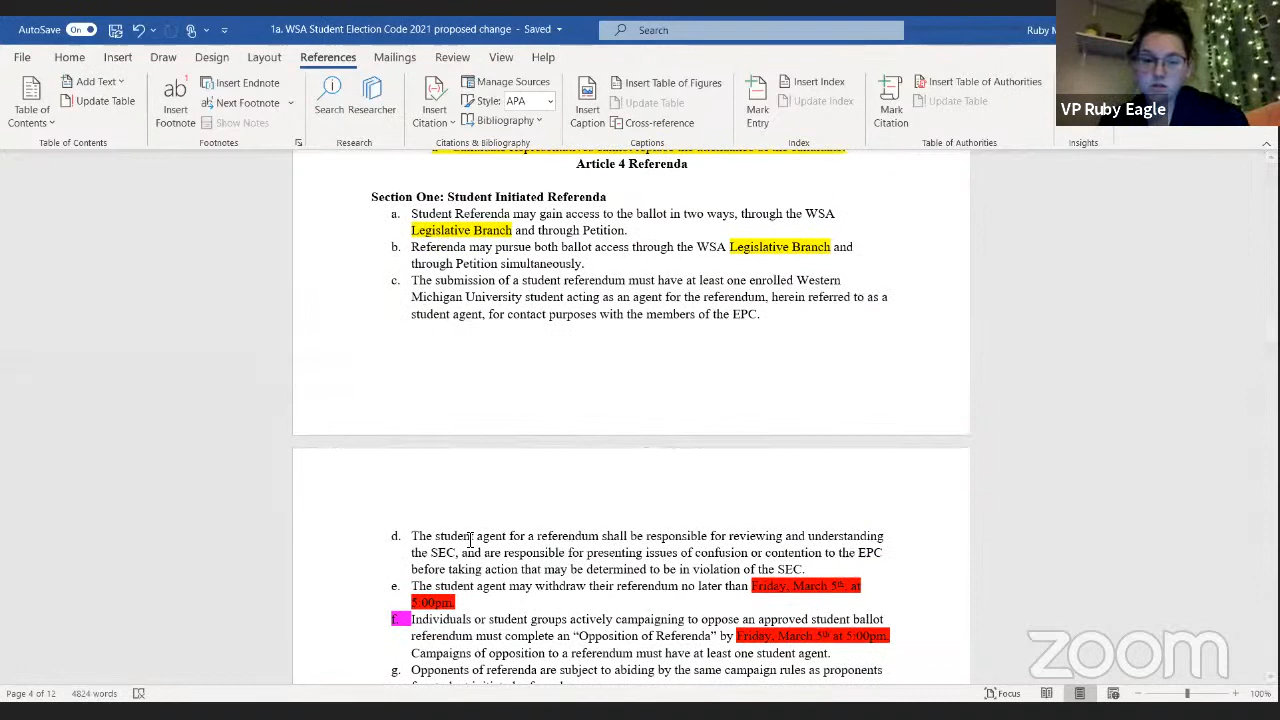 AutoSave On 1a. WSA Student Election Code 2021 proposed change - Saved Search Ruby M
File Home Insert Draw Design Layout References Mailings Review View Help
Table of Contents
Add Text
Update Table
Table of Contents
ab
Insert Footnote
Insert Endnote
Next Footnote
Show Notes
Footnotes
Search
Researcher
Research
Insert Citation
Manage Sources
Style: APA
Bibliography
Citations & Bibliography
Insert Caption
Insert Table of Figures
Update Table
Cross-reference
Captions
Mark Entry
Insert Index
Update Index
Index
Mark Citation
Insert Table of Authorities
Update Table
Table of Authorities
Insights
VP Ruby Eagle
Article 4 Referenda
Section One: Student Initiated Referenda
a. Student Referenda may gain access to the ballot in two ways, through the WSA
Legislative Branch and through Petition.
b. Referenda may pursue both ballot access through the WSA Legislative Branch and
through Petition simultaneously.
c. The submission of a student referendum must have at least one enrolled Western
Michigan University student acting as an agent for the referendum, herein referred to as a
student agent, for contact purposes with the members of the EPC.
d. The student agent for a referendum shall be responsible for reviewing and understanding
the SEC, and are responsible for presenting issues of confusion or contention to the EPC
before taking action that may be determined to be in violation of the SEC.
e. The student agent may withdraw their referendum no later than Friday, March 5th, at
5:00pm.
f. Individuals or student groups actively campaigning to oppose an approved student ballot
referendum must complete an “Opposition of Referenda” by Friday, March 5th at 5:00pm.
Campaigns of opposition to a referendum must have at least one student agent.
g. Opponents of referenda are subject to abiding by the same campaign rules as proponents
zoom
Page 4 of 12 4824 words Focus 100%